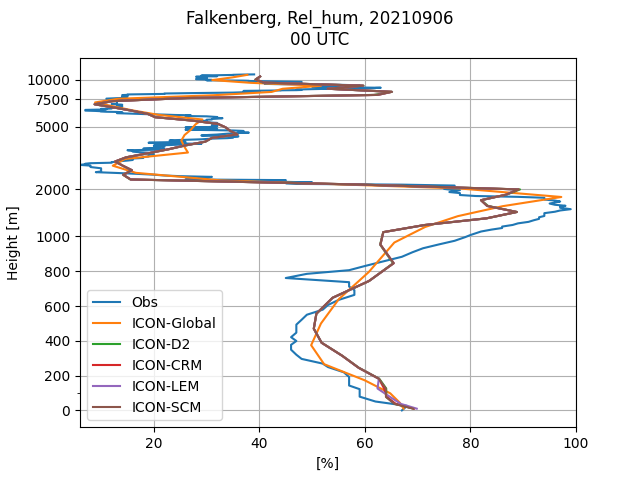 Falkenberg, Rel_hum, 20210906
00 UTC
10000
7500
5000
2000
1000
800
600
400
200
0
Height [m]
Obs
ICON-Global
ICON-D2
ICON-CRM
ICON-LEM
ICON-SCM
20
40
60
80
100
[%]